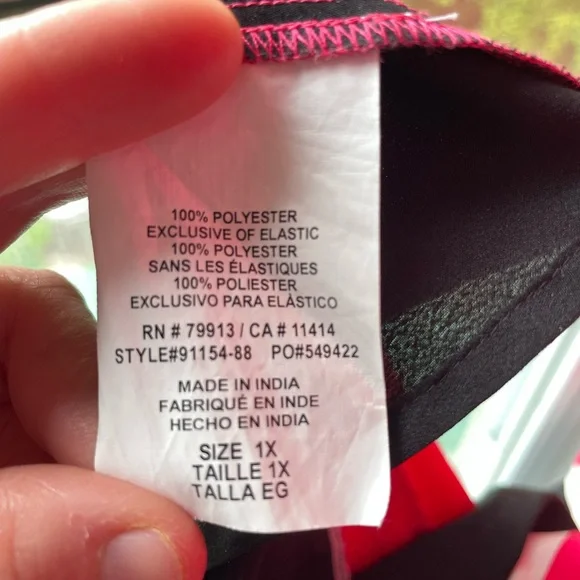 100% POLYESTER
EXCLUSIVE OF ELASTIC
100% POLYESTER
SANS LES ÉLASTIQUES
100% POLIESTER
EXCLUSIVO PARA ELÀSTICO
RN # 79913 / CA # 11414
STYLE#91154-88 PO#549422
MADE IN INDIA
FABRIQUÉ EN INDE
HECHO EN INDIA
SIZE 1X
TAILLE 1X
TALLA EG